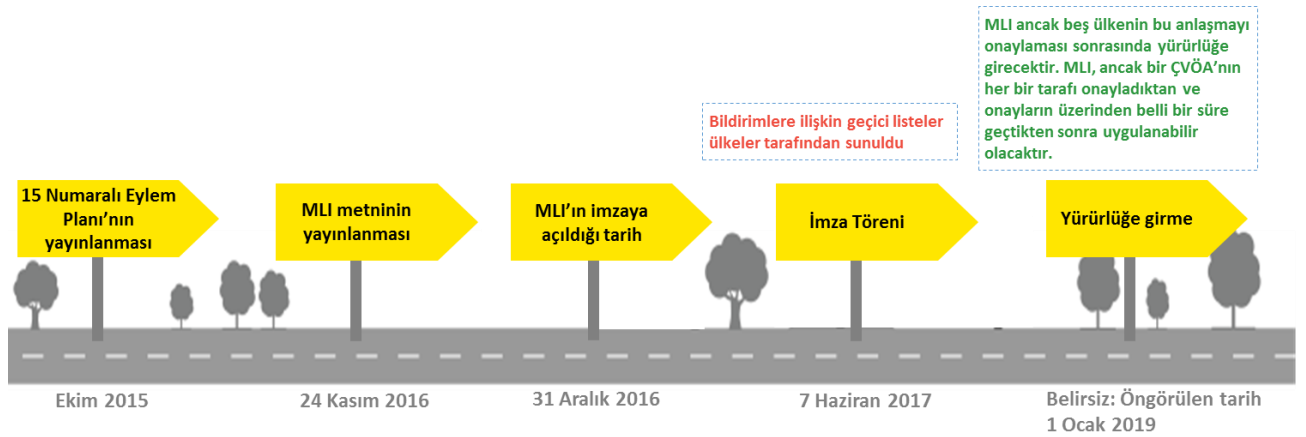 MLI ancak beş ülkenin bu anlaşmayı
onaylaması sonrasında yürürlüğe
girecektir. MLI, ancak bir ÇVÖA’nın
her bir tarafı onayladıktan ve
onayların üzerinden belli bir süre
geçtikten sonra uygulanabilir
olacaktır.
Bildirimlere ilişkin geçici listeler
ülkeler tarafından sunuldu
15 Numaralı Eylem
Planı’nın
yayınlanması
MLI metninin
yayınlanması
MLI’ın imzaya
açıldığı tarih
İmza Töreni
Yürürlüğe girme
Ekim 2015
24 Kasım 2016
31 Aralık 2016
7 Haziran 2017
Belirsiz: Öngörülen tarih
1 Ocak 2019